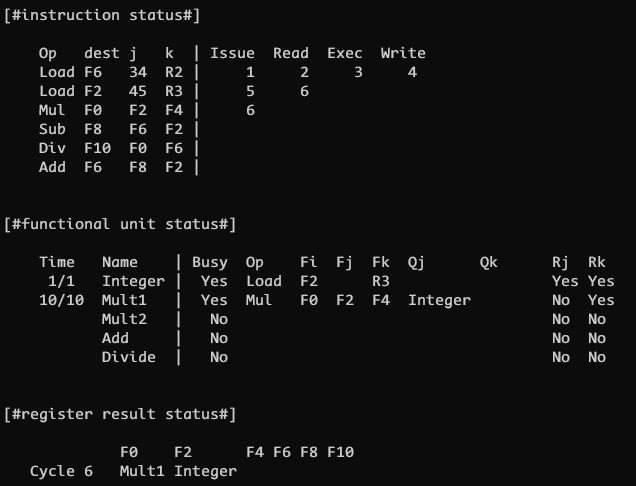 [#instruction status#]
Op dest j k | Issue Read Exec Write
Load F6 34 R2 | 1 2 3 4
Load F2 45 R3 | 5 6
Mul F0 F2 F4 | 6
Sub F8 F6 F2 |
Div F10 F0 F6 |
Add F6 F8 F2 |
[#functional unit status#]
Time Name | Busy Op Fi Fj Fk Qj Qk Rj Rk
1/1 Integer | Yes Load F2 R3 Yes Yes
10/10 Mult1 | Yes Mul F0 F2 F4 Integer No Yes
Mult2 | No No No
Add | No No No
Divide | No No No
[#register result status#]
F0 F2 F4 F6 F8 F10
Cycle 6 Mult1 Integer